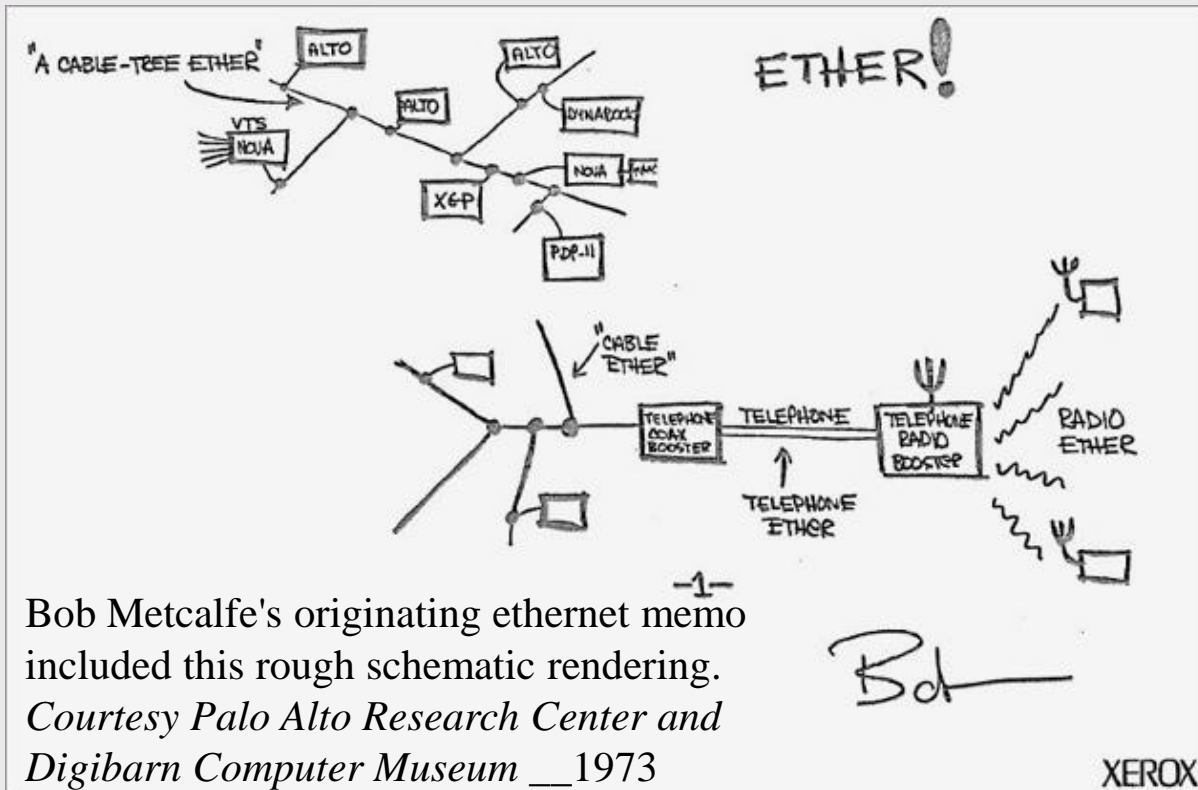 "A CABLE-TREE ETHER"
ALTO
ALTO
ETHER!
ALTO
DYNABOOK
VTS
NOVA
NOVA
XGP
PDP-11
"CABLE
ETHER"
TELEPHONE
COAX
BOOSTER
TELEPHONE
TELEPHONE
RADIO
BOOSTER
RADIO
ETHER
TELEPHONE
ETHER
-1-
Bob Metcalfe's originating ethernet memo
included this rough schematic rendering.
Courtesy Palo Alto Research Center and
Digibarn Computer Museum __1973
Bob
XEROX